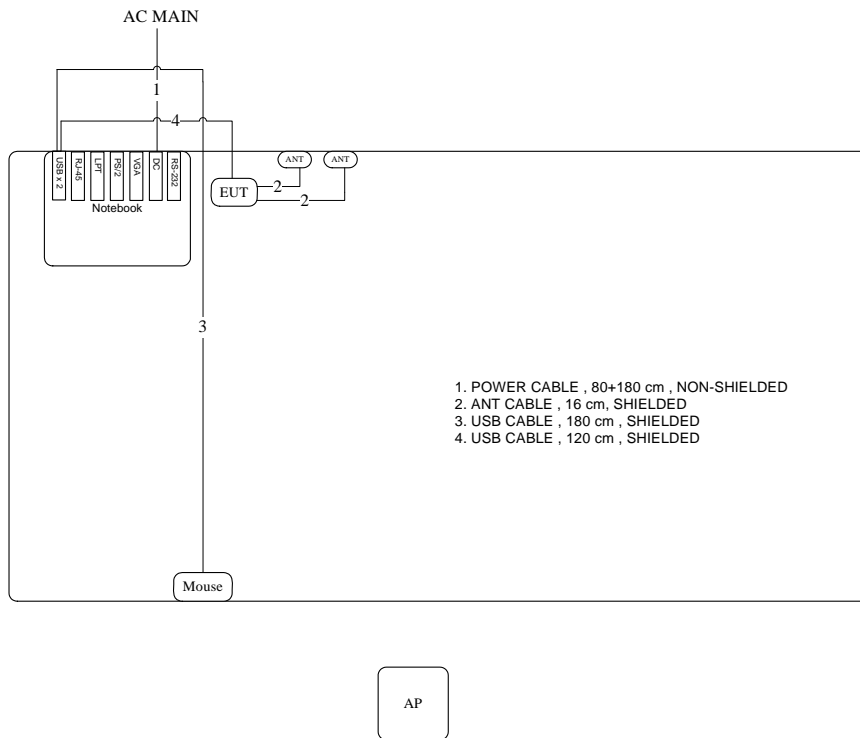 AC MAIN
1
4
USB x 2
RJ-45
LPT
PS/2
VGA
DC
RS-232
Notebook
EUT
ANT
ANT
2
2
3
1. POWER CABLE , 80+180 cm , NON-SHIELDED
2. ANT CABLE , 16 cm, SHIELDED
3. USB CABLE , 180 cm , SHIELDED
4. USB CABLE , 120 cm , SHIELDED
Mouse
AP